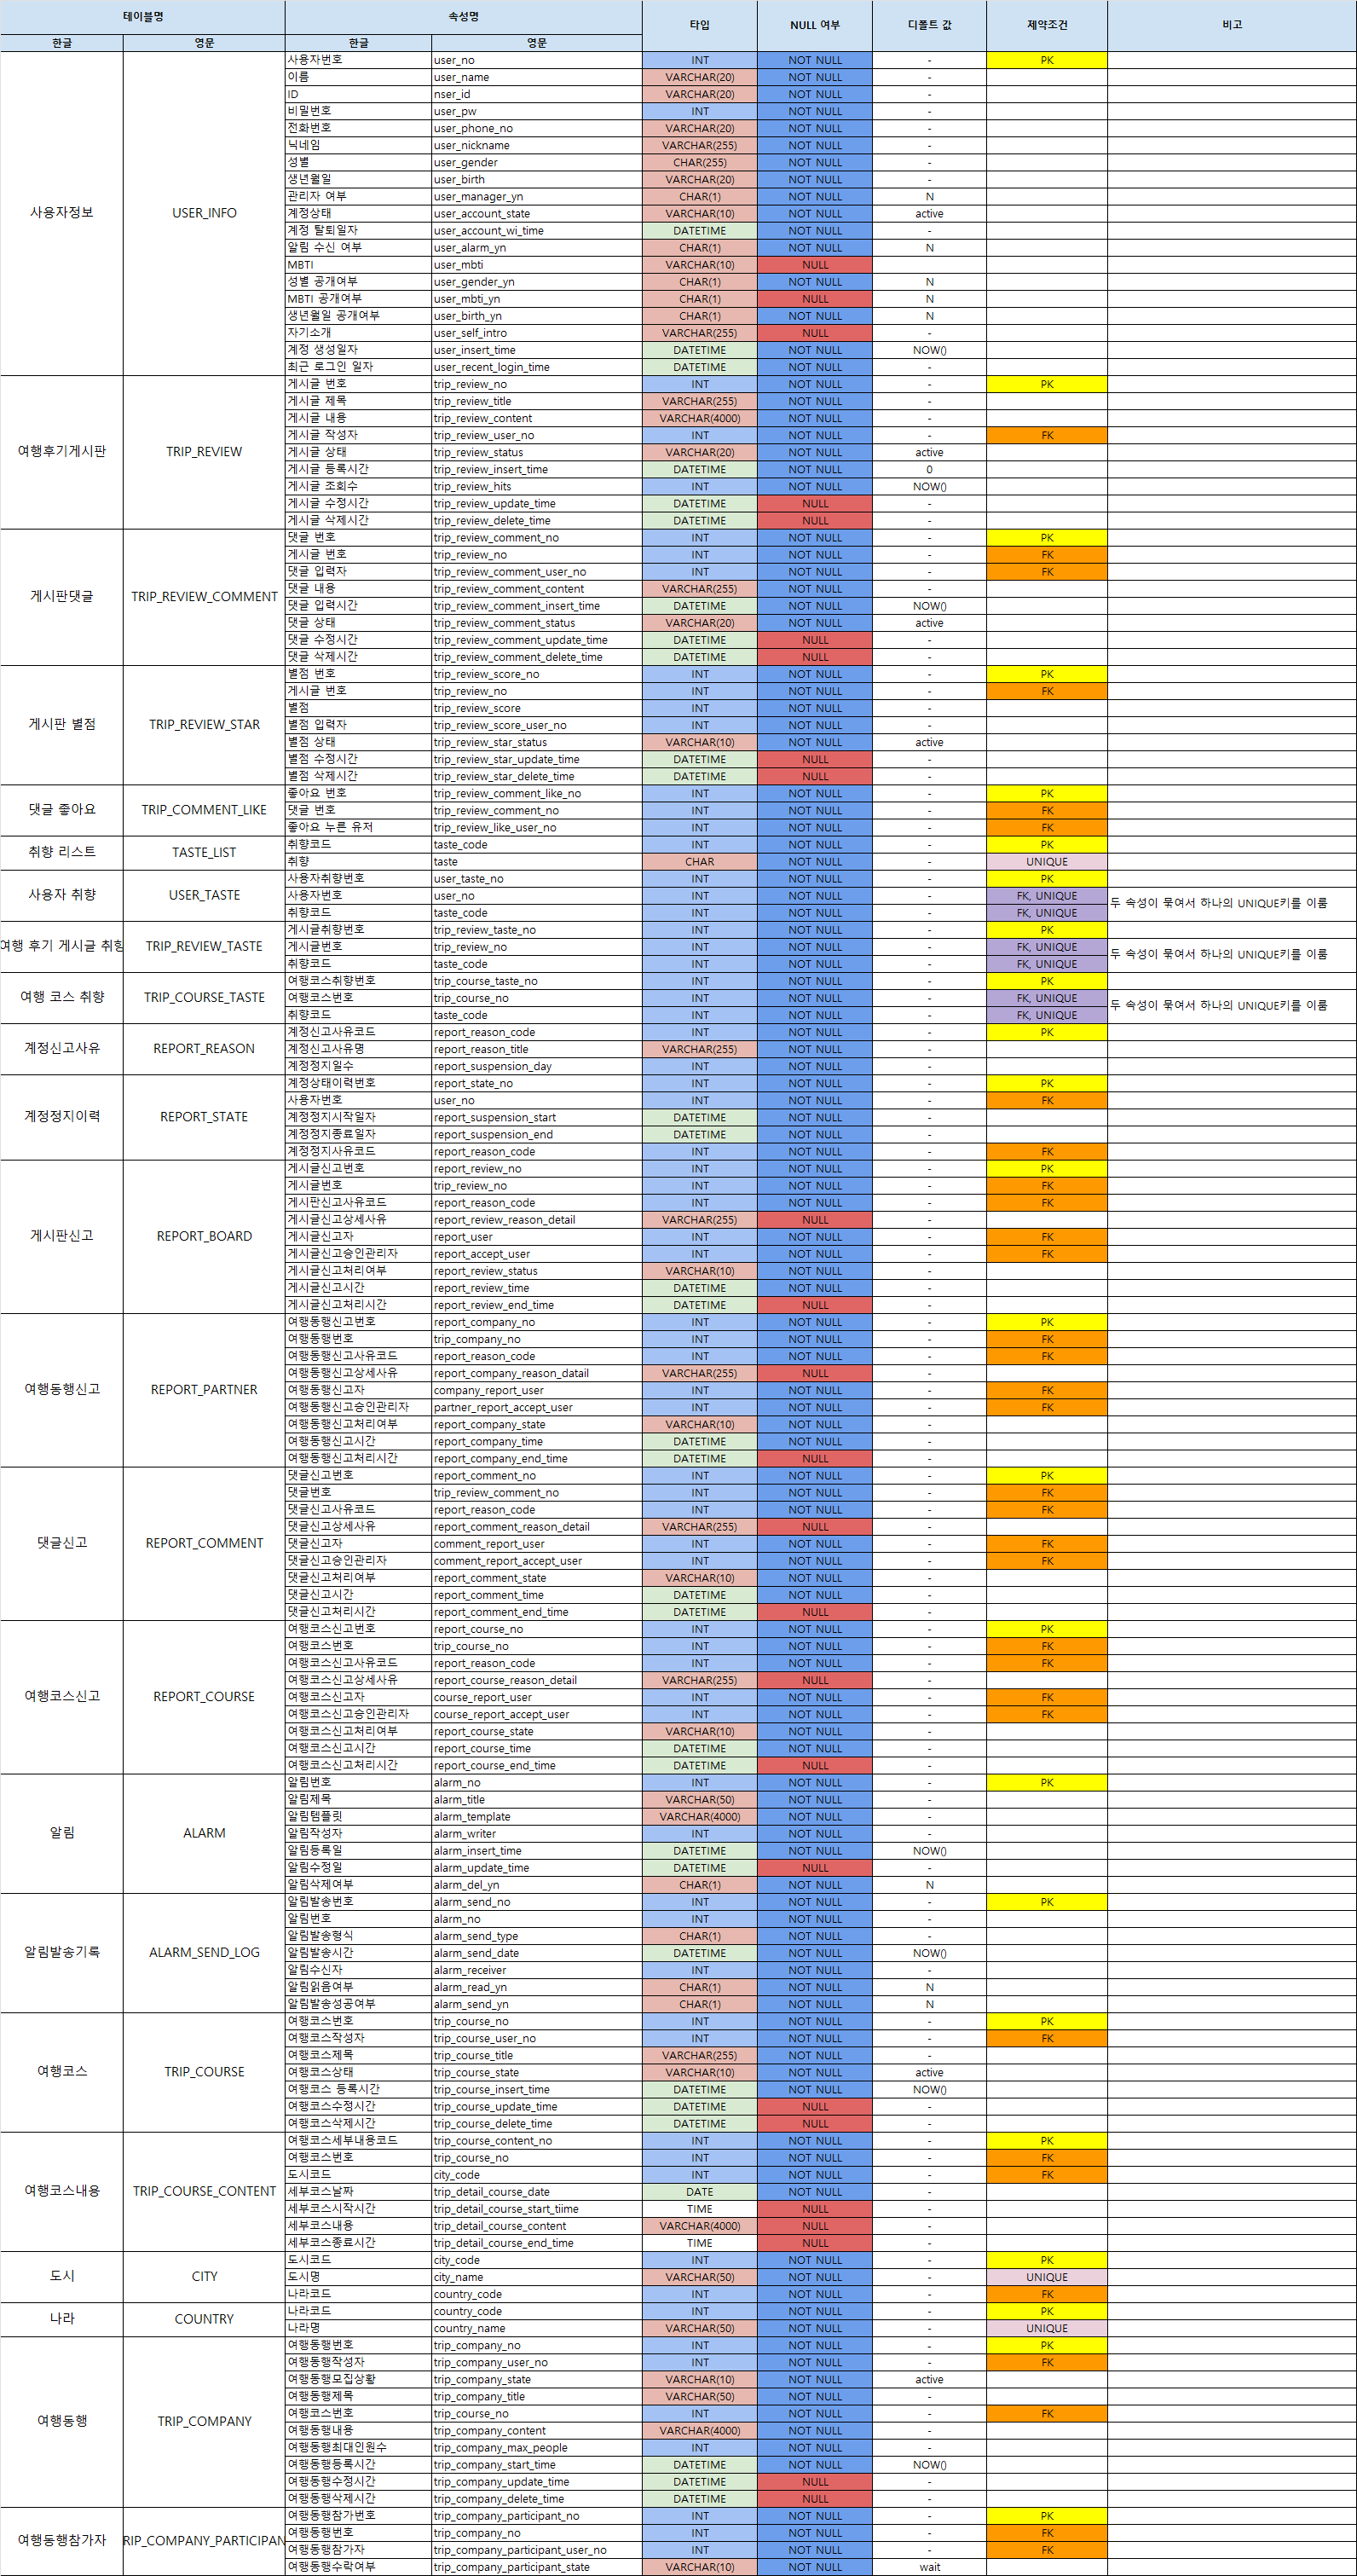 테이블명 속성명 타입 NULL 여부 디폴트 값 제약조건 비고
한글 영문 한글 영문
사용자정보 USER_INFO
사용자번호 user_no INT NOT NULL - PK
이름 user_name VARCHAR(20) NOT NULL -
ID nser_id VARCHAR(20) NOT NULL -
비밀번호 user_pw INT NOT NULL -
전화번호 user_phone_no VARCHAR(20) NOT NULL -
닉네임 user_nickname VARCHAR(255) NOT NULL -
성별 user_gender CHAR(255) NOT NULL -
생년월일 user_birth VARCHAR(20) NOT NULL -
관리자 여부 user_manager_yn CHAR(1) NOT NULL N
계정상태 user_account_state VARCHAR(10) NOT NULL active
계정 탈퇴일자 user_account_wi_time DATETIME NOT NULL -
알림 수신 여부 user_alarm_yn CHAR(1) NOT NULL N
MBTI user_mbti VARCHAR(10) NULL
성별 공개여부 user_gender_yn CHAR(1) NOT NULL N
MBTI 공개여부 user_mbti_yn CHAR(1) NULL N
생년월일 공개여부 user_birth_yn CHAR(1) NOT NULL N
자기소개 user_self_intro VARCHAR(255) NULL -
계정 생성일자 user_insert_time DATETIME NOT NULL NOW()
최근 로그인 일자 user_recent_login_time DATETIME NOT NULL -
여행후기게시판 TRIP_REVIEW
게시글 번호 trip_review_no INT NOT NULL - PK
게시글 제목 trip_review_title VARCHAR(255) NOT NULL -
게시글 내용 trip_review_content VARCHAR(4000) NOT NULL -
게시글 작성자 trip_review_user_no INT NOT NULL - FK
게시글 상태 trip_review_status VARCHAR(20) NOT NULL active
게시글 등록시간 trip_review_insert_time DATETIME NOT NULL 0
게시글 조회수 trip_review_hits INT NOT NULL NOW()
게시글 수정시간 trip_review_update_time DATETIME NULL -
게시글 삭제시간 trip_review_delete_time DATETIME NULL -
게시판댓글 TRIP_REVIEW_COMMENT
댓글 번호 trip_review_comment_no INT NOT NULL - PK
게시글 번호 trip_review_no INT NOT NULL - FK
댓글 입력자 trip_review_comment_user_no INT NOT NULL - FK
댓글 내용 trip_review_comment_content VARCHAR(255) NOT NULL -
댓글 입력시간 trip_review_comment_insert_time DATETIME NOT NULL NOW()
댓글 상태 trip_review_comment_status VARCHAR(20) NOT NULL active
댓글 수정시간 trip_review_comment_update_time DATETIME NULL -
댓글 삭제시간 trip_review_comment_delete_time DATETIME NULL -
게시판 별점 TRIP_REVIEW_STAR
별점 번호 trip_review_score_no INT NOT NULL - PK
게시글 번호 trip_review_no INT NOT NULL - FK
별점 trip_review_score INT NOT NULL -
별점 입력자 trip_review_score_user_no INT NOT NULL -
별점 상태 trip_review_star_status VARCHAR(10) NOT NULL active
별점 수정시간 trip_review_star_update_time DATETIME NULL -
별점 삭제시간 trip_review_star_delete_time DATETIME NULL -
댓글 좋아요 TRIP_COMMENT_LIKE
좋아요 번호 trip_review_comment_like_no INT NOT NULL - PK
댓글 번호 trip_review_comment_no INT NOT NULL - FK
좋아요 누른 유저 trip_review_like_user_no INT NOT NULL - FK
취향 리스트 TASTE_LIST
취향코드 taste_code INT NOT NULL - PK
취향 taste CHAR NOT NULL - UNIQUE
사용자 취향 USER_TASTE
사용자취향번호 user_taste_no INT NOT NULL - PK
사용자번호 user_no INT NOT NULL - FK, UNIQUE 두 속성이 묶여서 하나의 UNIQUE키를 이룸
취향코드 taste_code INT NOT NULL - FK, UNIQUE
여행 후기 게시글 취향 TRIP_REVIEW_TASTE
게시글취향번호 trip_review_taste_no INT NOT NULL - PK
게시글번호 trip_review_no INT NOT NULL - FK, UNIQUE 두 속성이 묶여서 하나의 UNIQUE키를 이룸
취향코드 taste_code INT NOT NULL - FK, UNIQUE
여행 코스 취향 TRIP_COURSE_TASTE
여행코스취향번호 trip_course_taste_no INT NOT NULL - PK
여행코스번호 trip_course_no INT NOT NULL - FK, UNIQUE 두 속성이 묶여서 하나의 UNIQUE키를 이룸
취향코드 taste_code INT NOT NULL - FK, UNIQUE
계정신고사유 REPORT_REASON
계정신고사유코드 report_reason_code INT NOT NULL - PK
계정신고사유명 report_reason_title VARCHAR(255) NOT NULL -
계정정지일수 report_suspension_day INT NOT NULL -
계정정지이력 REPORT_STATE
계정상태이력번호 report_state_no INT NOT NULL - PK
사용자번호 user_no INT NOT NULL - FK
계정정지시작일자 report_suspension_start DATETIME NOT NULL -
계정정지종료일자 report_suspension_end DATETIME NOT NULL -
계정정지사유코드 report_reason_code INT NOT NULL - FK
게시판신고 REPORT_BOARD
게시글신고번호 report_review_no INT NOT NULL - PK
게시글번호 trip_review_no INT NOT NULL - FK
게시판신고사유코드 report_reason_code INT NOT NULL - FK
게시글신고상세사유 report_review_reason_detail VARCHAR(255) NULL -
게시글신고자 report_user INT NOT NULL - FK
게시글신고승인관리자 report_accept_user INT NOT NULL - FK
게시글신고처리여부 report_review_status VARCHAR(10) NOT NULL -
게시글신고시간 report_review_time DATETIME NOT NULL -
게시글신고처리시간 report_review_end_time DATETIME NULL -
여행동행신고 REPORT_PARTNER
여행동행신고번호 report_company_no INT NOT NULL - PK
여행동행번호 trip_company_no INT NOT NULL - FK
여행동행신고사유코드 report_reason_code INT NOT NULL - FK
여행동행신고상세사유 report_company_reason_datail VARCHAR(255) NULL -
여행동행신고자 company_report_user INT NOT NULL - FK
여행동행신고승인관리자 partner_report_accept_user INT NOT NULL - FK
여행동행신고처리여부 report_company_state VARCHAR(10) NOT NULL -
여행동행신고시간 report_company_time DATETIME NOT NULL -
여행동행신고처리시간 report_company_end_time DATETIME NULL -
댓글신고 REPORT_COMMENT
댓글신고번호 report_comment_no INT NOT NULL - PK
댓글번호 trip_review_comment_no INT NOT NULL - FK
댓글신고사유코드 report_reason_code INT NOT NULL - FK
댓글신고상세사유 report_comment_reason_detail VARCHAR(255) NULL -
댓글신고자 comment_report_user INT NOT NULL - FK
댓글신고승인관리자 comment_report_accept_user INT NOT NULL - FK
댓글신고처리여부 report_comment_state VARCHAR(10) NOT NULL -
댓글신고시간 report_comment_time DATETIME NOT NULL -
댓글신고처리시간 report_comment_end_time DATETIME NULL -
여행코스신고 REPORT_COURSE
여행코스신고번호 report_course_no INT NOT NULL - PK
여행코스번호 trip_course_no INT NOT NULL - FK
여행코스신고사유코드 report_reason_code INT NOT NULL - FK
여행코스신고상세사유 report_course_reason_detail VARCHAR(255) NULL -
여행코스신고자 course_report_user INT NOT NULL - FK
여행코스신고승인관리자 course_report_accept_user INT NOT NULL - FK
여행코스신고처리여부 report_course_state VARCHAR(10) NOT NULL -
여행코스신고시간 report_course_time DATETIME NOT NULL -
여행코스신고처리시간 report_course_end_time DATETIME NULL -
알림 ALARM
알림번호 alarm_no INT NOT NULL - PK
알림제목 alarm_title VARCHAR(50) NOT NULL -
알림템플릿 alarm_template VARCHAR(4000) NOT NULL -
알림작성자 alarm_writer INT NOT NULL -
알림등록일 alarm_insert_time DATETIME NOT NULL NOW()
알림수정일 alarm_update_time DATETIME NULL -
알림삭제여부 alarm_del_yn CHAR(1) NOT NULL N
알림발송기록 ALARM_SEND_LOG
알림발송번호 alarm_send_no INT NOT NULL - PK
알림번호 alarm_no INT NOT NULL -
알림발송형식 alarm_send_type CHAR(1) NOT NULL -
알림발송시간 alarm_send_date DATETIME NOT NULL NOW()
알림수신자 alarm_receiver INT NOT NULL -
알림읽음여부 alarm_read_yn CHAR(1) NOT NULL N
알림발송성공여부 alarm_send_yn CHAR(1) NOT NULL N
여행코스 TRIP_COURSE
여행코스번호 trip_course_no INT NOT NULL - PK
여행코스작성자 trip_course_user_no INT NOT NULL - FK
여행코스제목 trip_course_title VARCHAR(255) NOT NULL -
여행코스상태 trip_course_state VARCHAR(10) NOT NULL active
여행코스 등록시간 trip_course_insert_time DATETIME NOT NULL NOW()
여행코스수정시간 trip_course_update_time DATETIME NULL -
여행코스삭제시간 trip_course_delete_time DATETIME NULL -
여행코스내용 TRIP_COURSE_CONTENT
여행코스세부내용코드 trip_course_content_no INT NOT NULL - PK
여행코스번호 trip_course_no INT NOT NULL - FK
도시코드 city_code INT NOT NULL - FK
세부코스날짜 trip_detail_course_date DATE NOT NULL -
세부코스시작시간 trip_detail_course_start_tiime TIME NULL -
세부코스내용 trip_detail_course_content VARCHAR(4000) NULL -
세부코스종료시간 trip_detail_course_end_time TIME NULL -
도시 CITY
도시코드 city_code INT NOT NULL - PK
도시명 city_name VARCHAR(50) NOT NULL - UNIQUE
나라코드 country_code INT NOT NULL - FK
나라 COUNTRY
나라코드 country_code INT NOT NULL - PK
나라명 country_name VARCHAR(50) NOT NULL - UNIQUE
여행동행 TRIP_COMPANY
여행동행번호 trip_company_no INT NOT NULL - PK
여행동행작성자 trip_company_user_no INT NOT NULL - FK
여행동행모집상황 trip_company_state VARCHAR(10) NOT NULL active
여행동행제목 trip_company_title VARCHAR(50) NOT NULL -
여행코스번호 trip_course_no INT NOT NULL - FK
여행동행내용 trip_company_content VARCHAR(4000) NOT NULL -
여행동행최대인원수 trip_company_max_people INT NOT NULL -
여행동행등록시간 trip_company_start_time DATETIME NOT NULL NOW()
여행동행수정시간 trip_company_update_time DATETIME NULL -
여행동행삭제시간 trip_company_delete_time DATETIME NULL -
여행동행참가자 RIP_COMPANY_PARTICIPAN
여행동행참가번호 trip_company_participant_no INT NOT NULL - PK
여행동행번호 trip_company_no INT NOT NULL - FK
여행동행참가자 trip_company_participant_user_no INT NOT NULL - FK
여행동행수락여부 trip_company_participant_state VARCHAR(10) NOT NULL wait